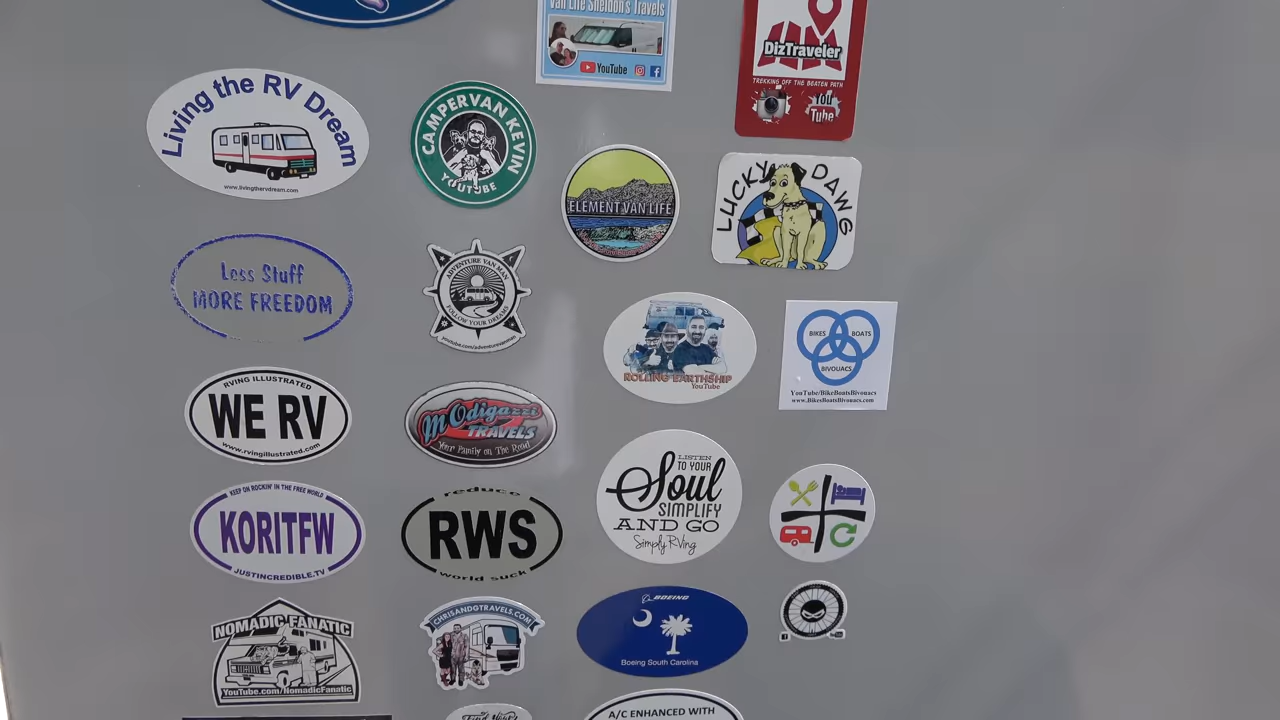 Van Life Sheldon's Travels
YouTube
DizTraveler
TREKKING OFF THE BEATEN PATH
You
Tube
Living the RV Dream
www.livingthervdream.com
CAMPERVAN KEVIN
YOUTUBE
ELEMENT VAN LIFE
LUCKY DAWG
Less Stuff
MORE FREEDOM
ADVENTURE VAN MAN
FOLLOW YOUR DREAMS
youtube.com/adventurevanman
ROLLING EARTHSHIP
YouTube
BIKES
BOATS
BIVOUACS
YouTube/BikeBoatsBivouacs
www.BikesBoatsBivouacs.com
RVING ILLUSTRATED
WE RV
www.rvingillustrated.com
mOdigazzi
TRAVELS
Your Family on The Road
LISTEN
TO YOUR
Soul
SIMPLIFY
AND GO
Simply RVing
KEEP ON ROCKIN' IN THE FREE WORLD
KORITFW
JUSTINCREDIBLE.TV
reduce
RWS
world suck
NOMADIC FANATIC
YouTube.com/NomadicFanatic
CHRISANDGTRAVELS.COM
BOEING
Boeing South Carolina
A/C ENHANCED WITH